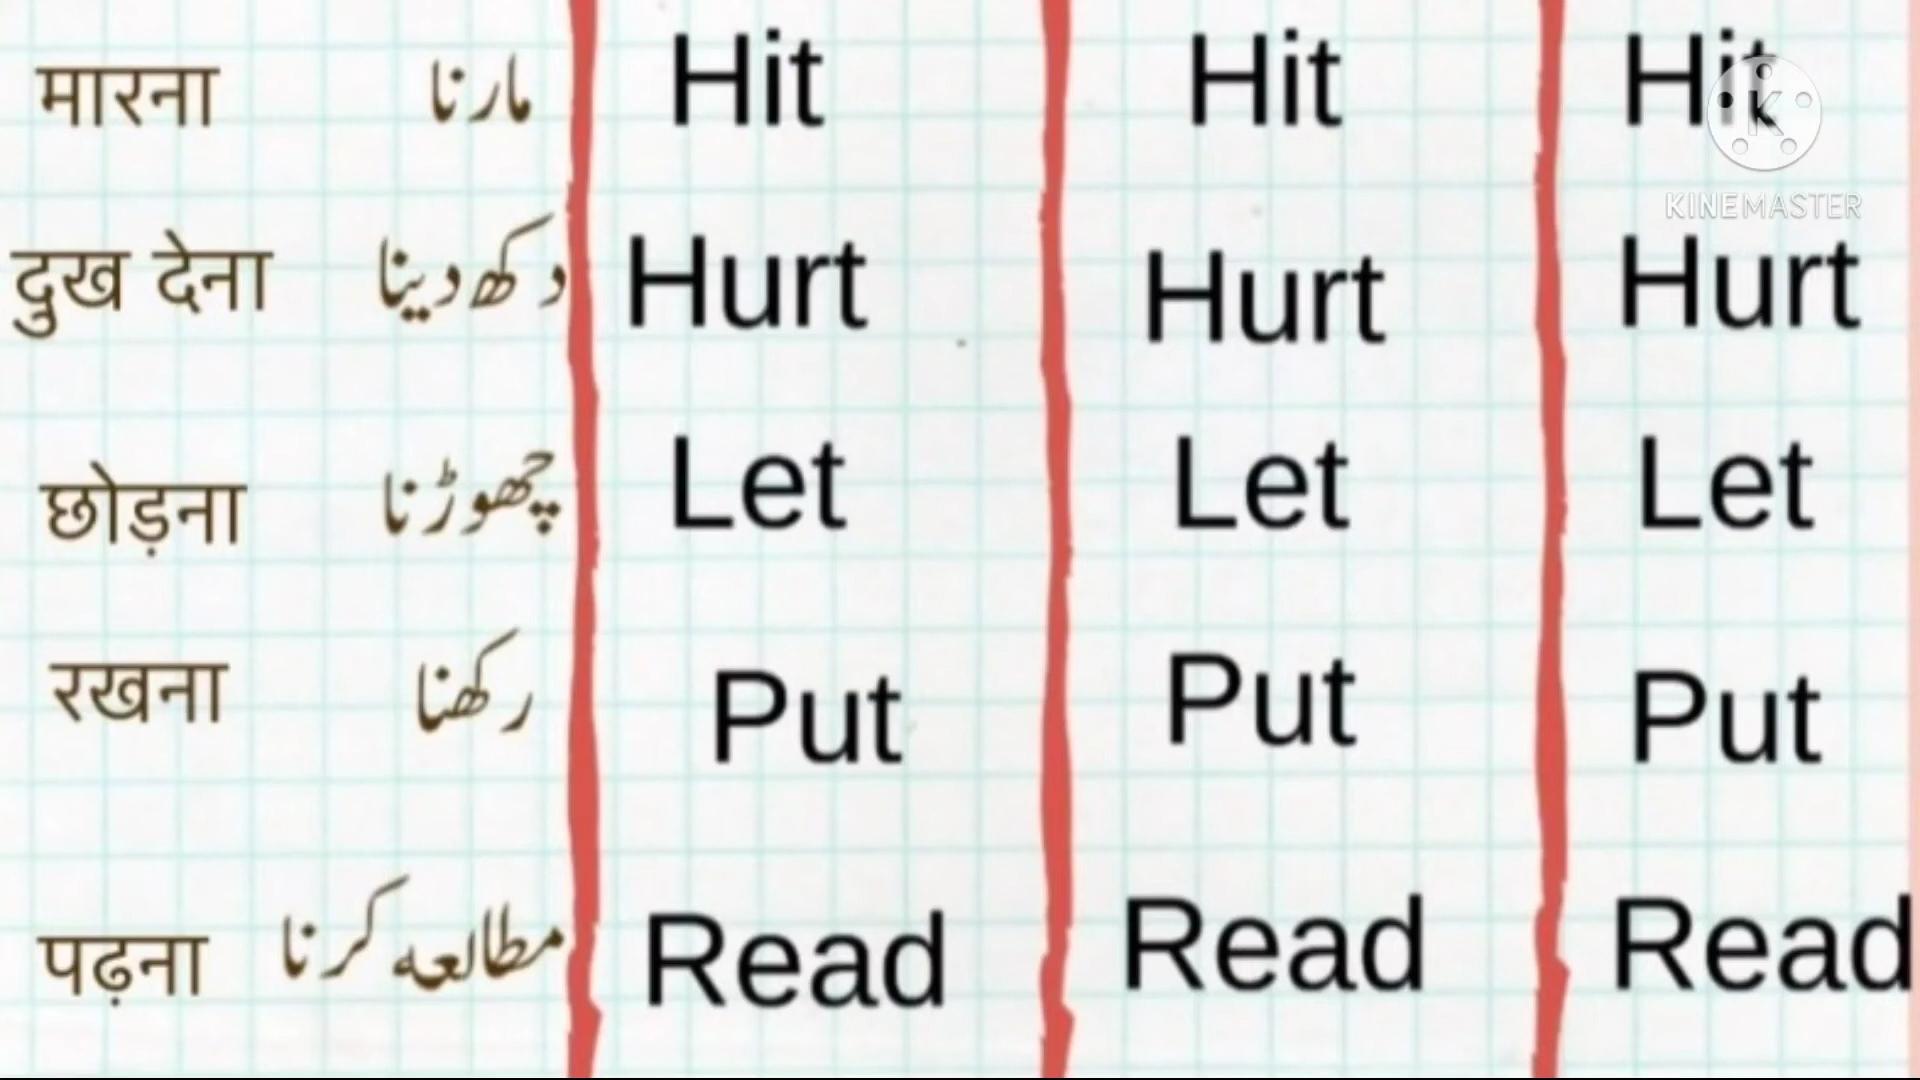 मारना مارنا Hit Hit Hit
KINEMASTER
दुख देना دکھ دینا Hurt Hurt Hurt
छोड़ना چھوڑنا Let Let Let
रखना رکھنا Put Put Put
पढ़ना مطالعہ کرنا Read Read Read